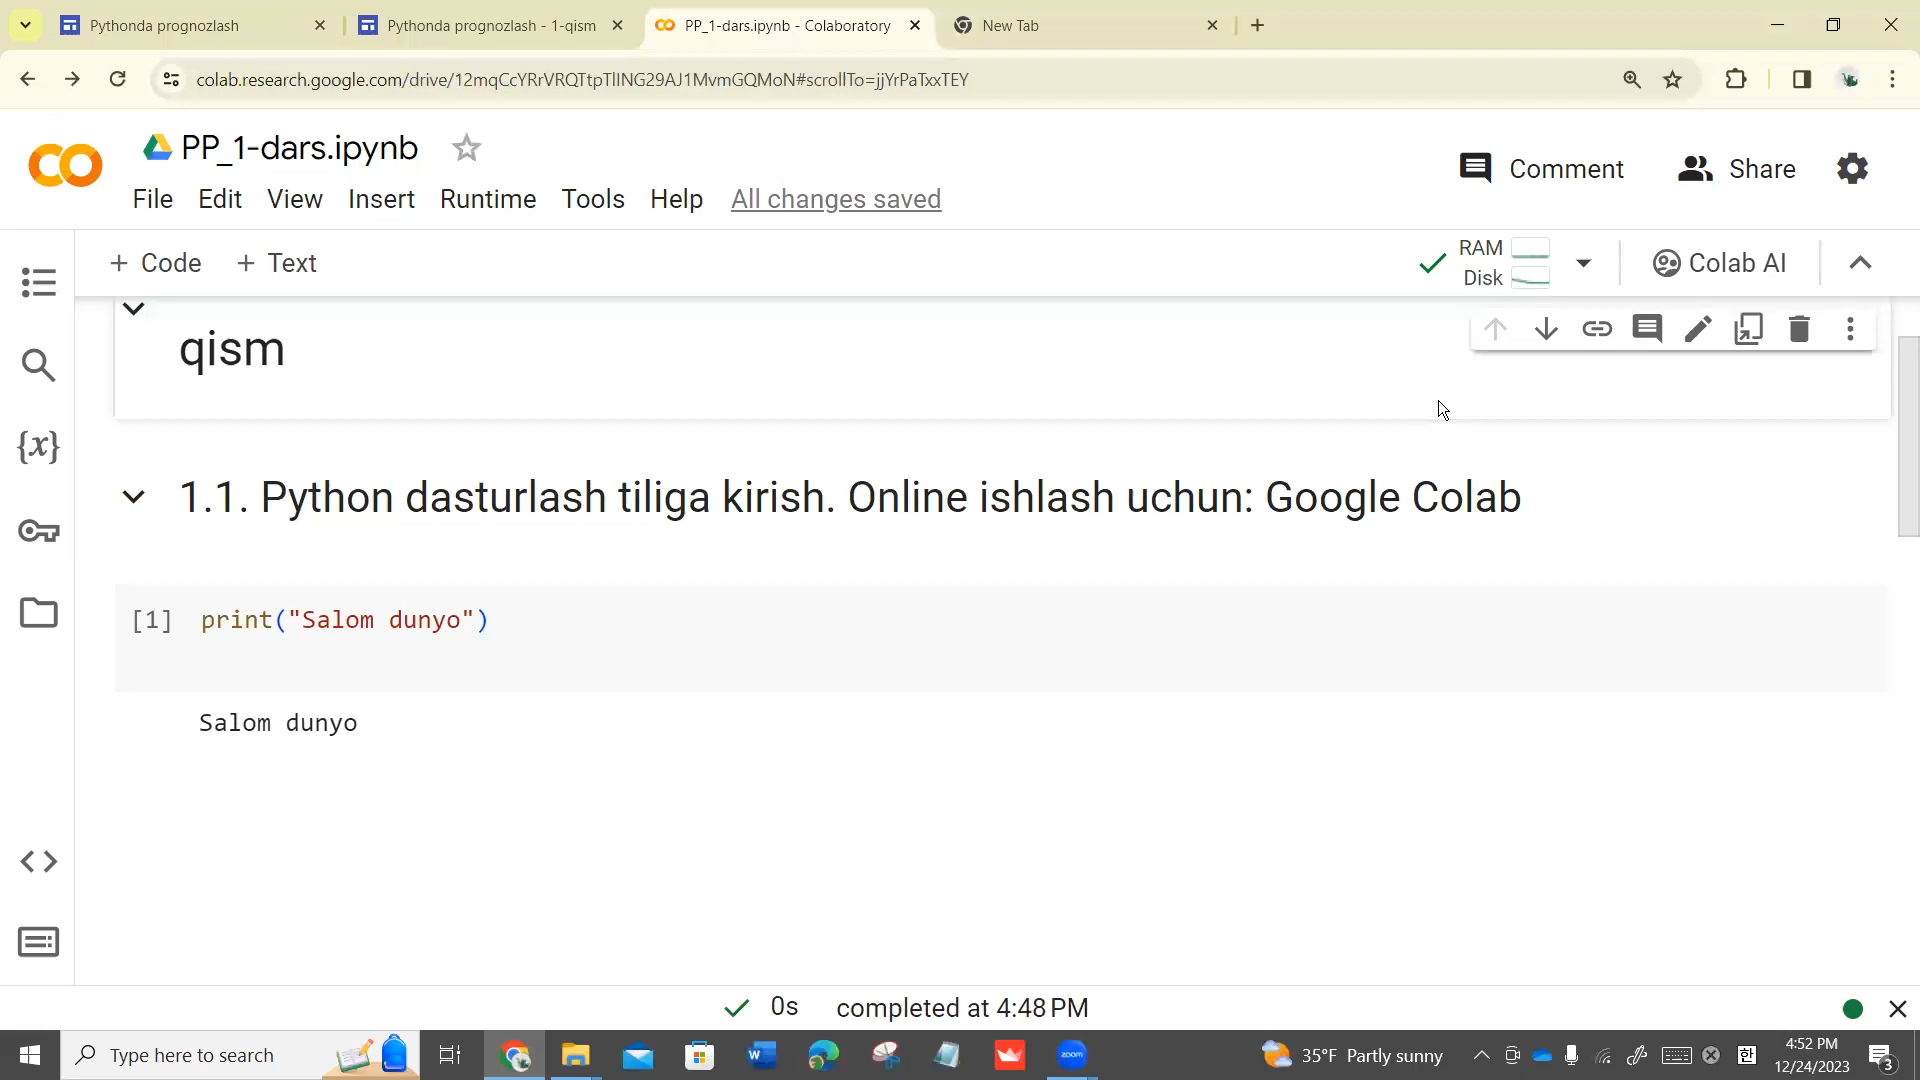 Pythonda prognozlash
Pythonda prognozlash - 1-qism
PP_1-dars.ipynb - Colaboratory
New Tab
colab.research.google.com/drive/12mqCcYRrVRQTtpTlING29AJ1MvmGQMoN#scrollTo=jjYrPaTxxTEY
PP_1-dars.ipynb
Comment
Share
File Edit View Insert Runtime Tools Help All changes saved
+ Code + Text
RAM
Disk
Colab AI
qism
{x}
1.1. Python dasturlash tiliga kirish. Online ishlash uchun: Google Colab
[1] print("Salom dunyo")
Salom dunyo
0s completed at 4:48 PM
Type here to search
zoom
35°F Partly sunny
한
4:52 PM
12/24/2023
3